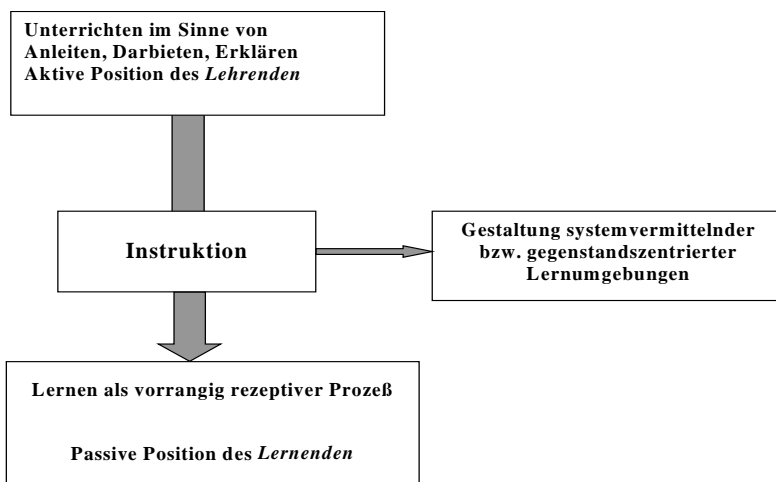 Unterrichten im Sinne von
Anleiten, Darbieten, Erklären
Aktive Position des Lehrenden
Instruktion
Gestaltung systemvermittelnder
bzw. gegenstandszentrierter
Lernumgebungen
Lernen als vorrangig rezeptiver Prozeß
Passive Position des Lernenden